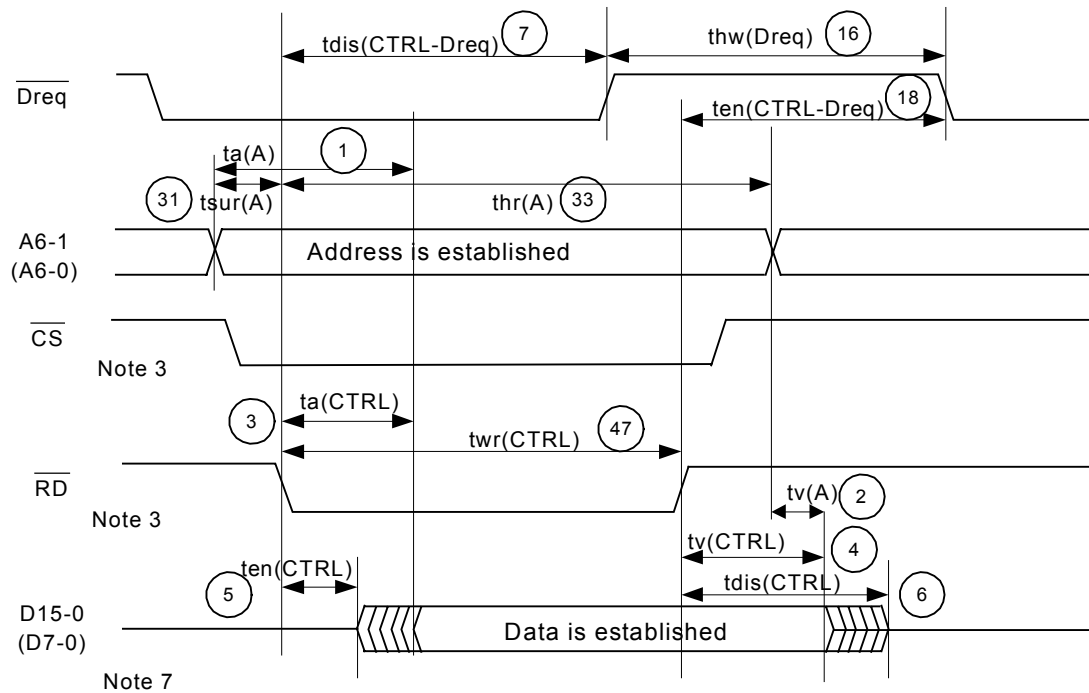 tdis(CTRL-Dreq) 7 thw(Dreq) 16
Dreq
ten(CTRL-Dreq) 18
ta(A) 1
31 tsur(A) thr(A) 33
A6-1
(A6-0)
Address is established
CS
Note 3
3 ta(CTRL)
twr(CTRL) 47
RD
Note 3
tv(A) 2
tv(CTRL) 4
5 ten(CTRL) tdis(CTRL) 6
D15-0
(D7-0)
Data is established
Note 7